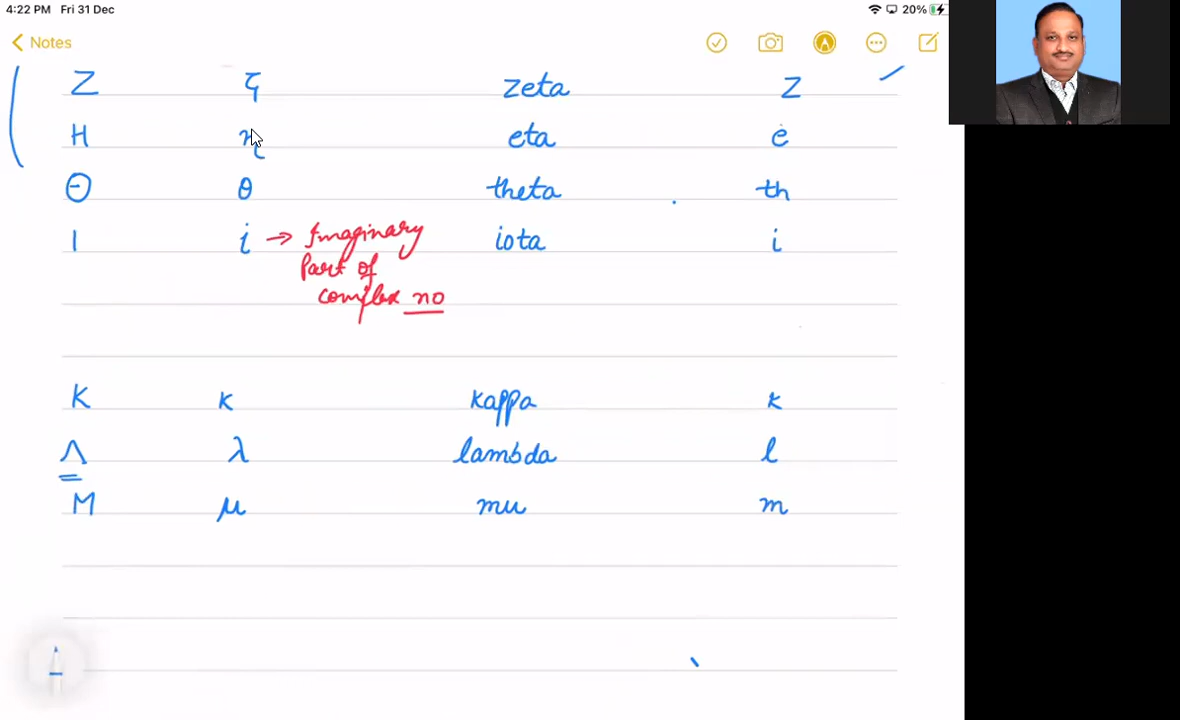 4:22 PM Fri 31 Dec 20%
Notes
Z ζ zeta z
H η eta e
Θ θ theta th
I i → Imaginary iota i
Part of
complex no
K κ kappa k
Λ λ lambda l
M μ mu m